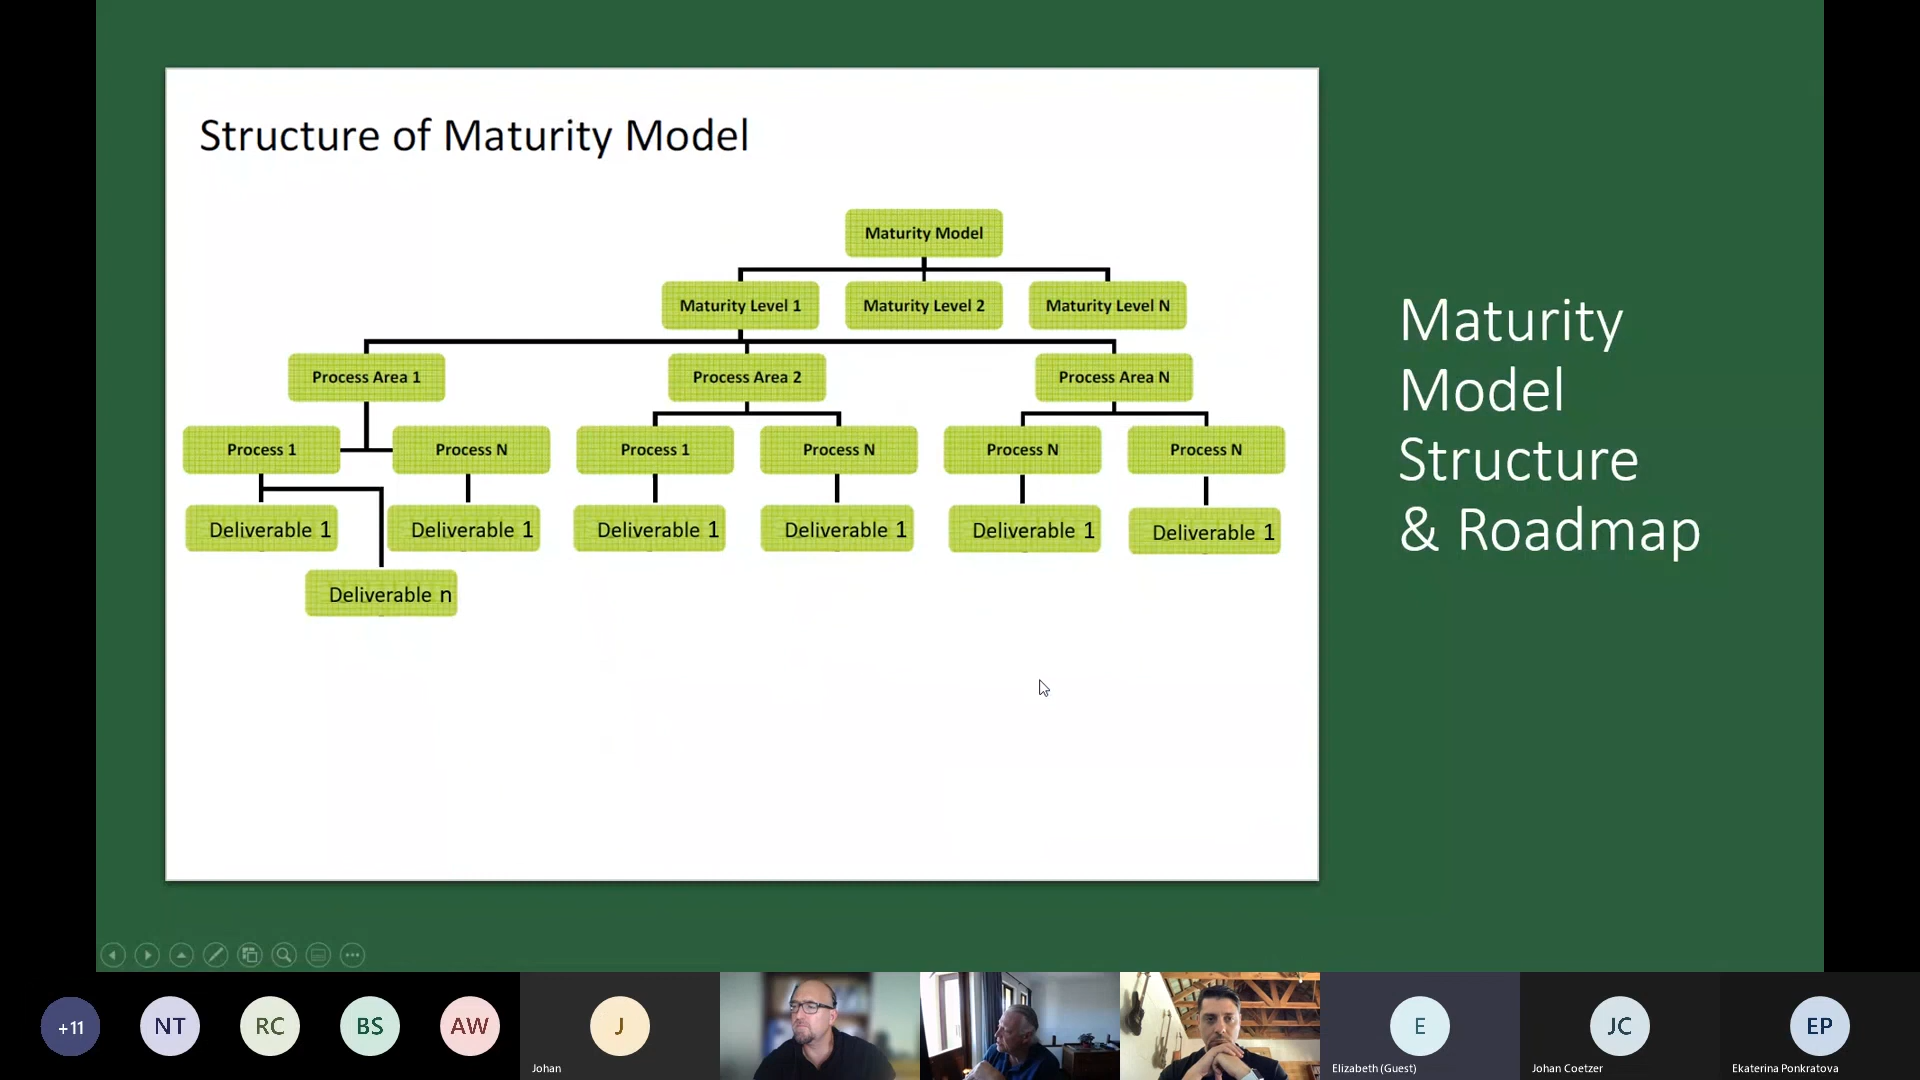 Structure of Maturity Model
Maturity Model
Maturity Level 1
Maturity Level 2
Maturity Level N
Process Area 1
Process Area 2
Process Area N
Process 1
Process N
Process 1
Process N
Process N
Process N
Deliverable 1
Deliverable 1
Deliverable 1
Deliverable 1
Deliverable 1
Deliverable 1
Deliverable n
Maturity
Model
Structure
& Roadmap
+11
NT
RC
BS
AW
J
Johan
E
Elizabeth (Guest)
JC
Johan Coetzer
EP
Ekaterina Ponkratova